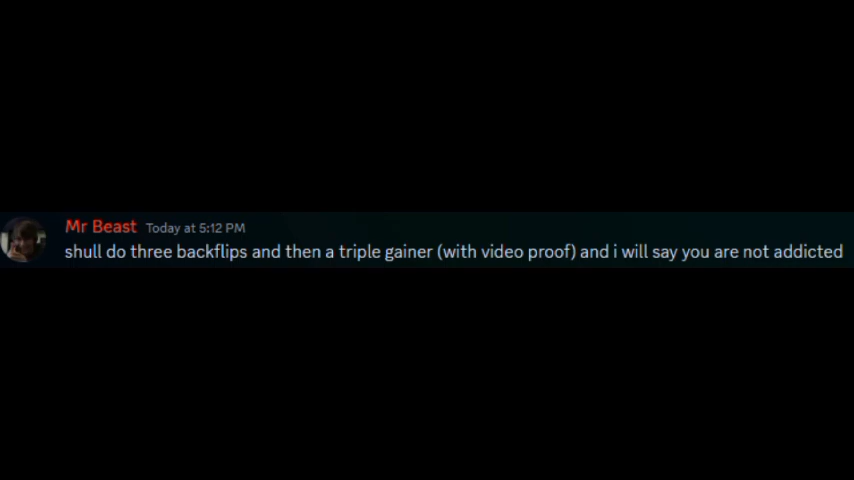 Mr Beast Today at 5:12 PM
shull do three backflips and then a triple gainer (with video proof) and i will say you are not addicted